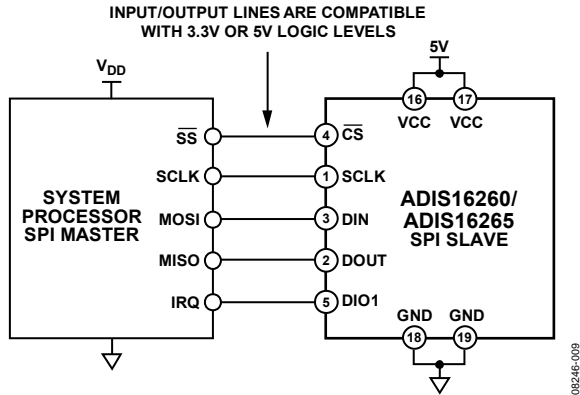 INPUT/OUTPUT LINES ARE COMPATIBLE
WITH 3.3V OR 5V LOGIC LEVELS
VDD
5V
16 17
VCC VCC
SS 4 CS
SCLK 1 SCLK
SYSTEM
PROCESSOR
SPI MASTER
MOSI 3 DIN
ADIS16260/
ADIS16265
SPI SLAVE
MISO 2 DOUT
IRQ 5 DIO1
GND GND
18 19
08246-009